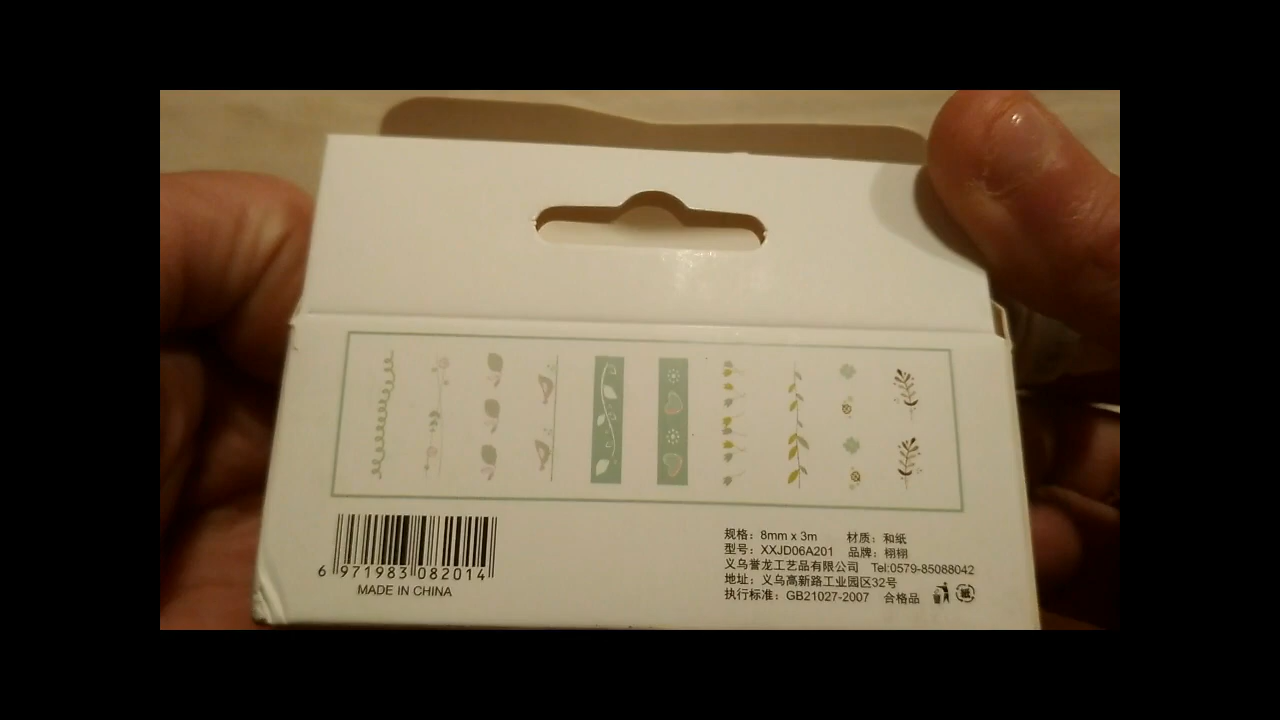 6 971983 082014
MADE IN CHINA
规格：8mm x 3m 材质：和纸
型号：XXJD06A201 品牌：栩栩
义乌誉龙工艺品有限公司 Tel:0579-85088042
地址：义乌高新路工业园区32号
执行标准：GB21027-2007 合格品